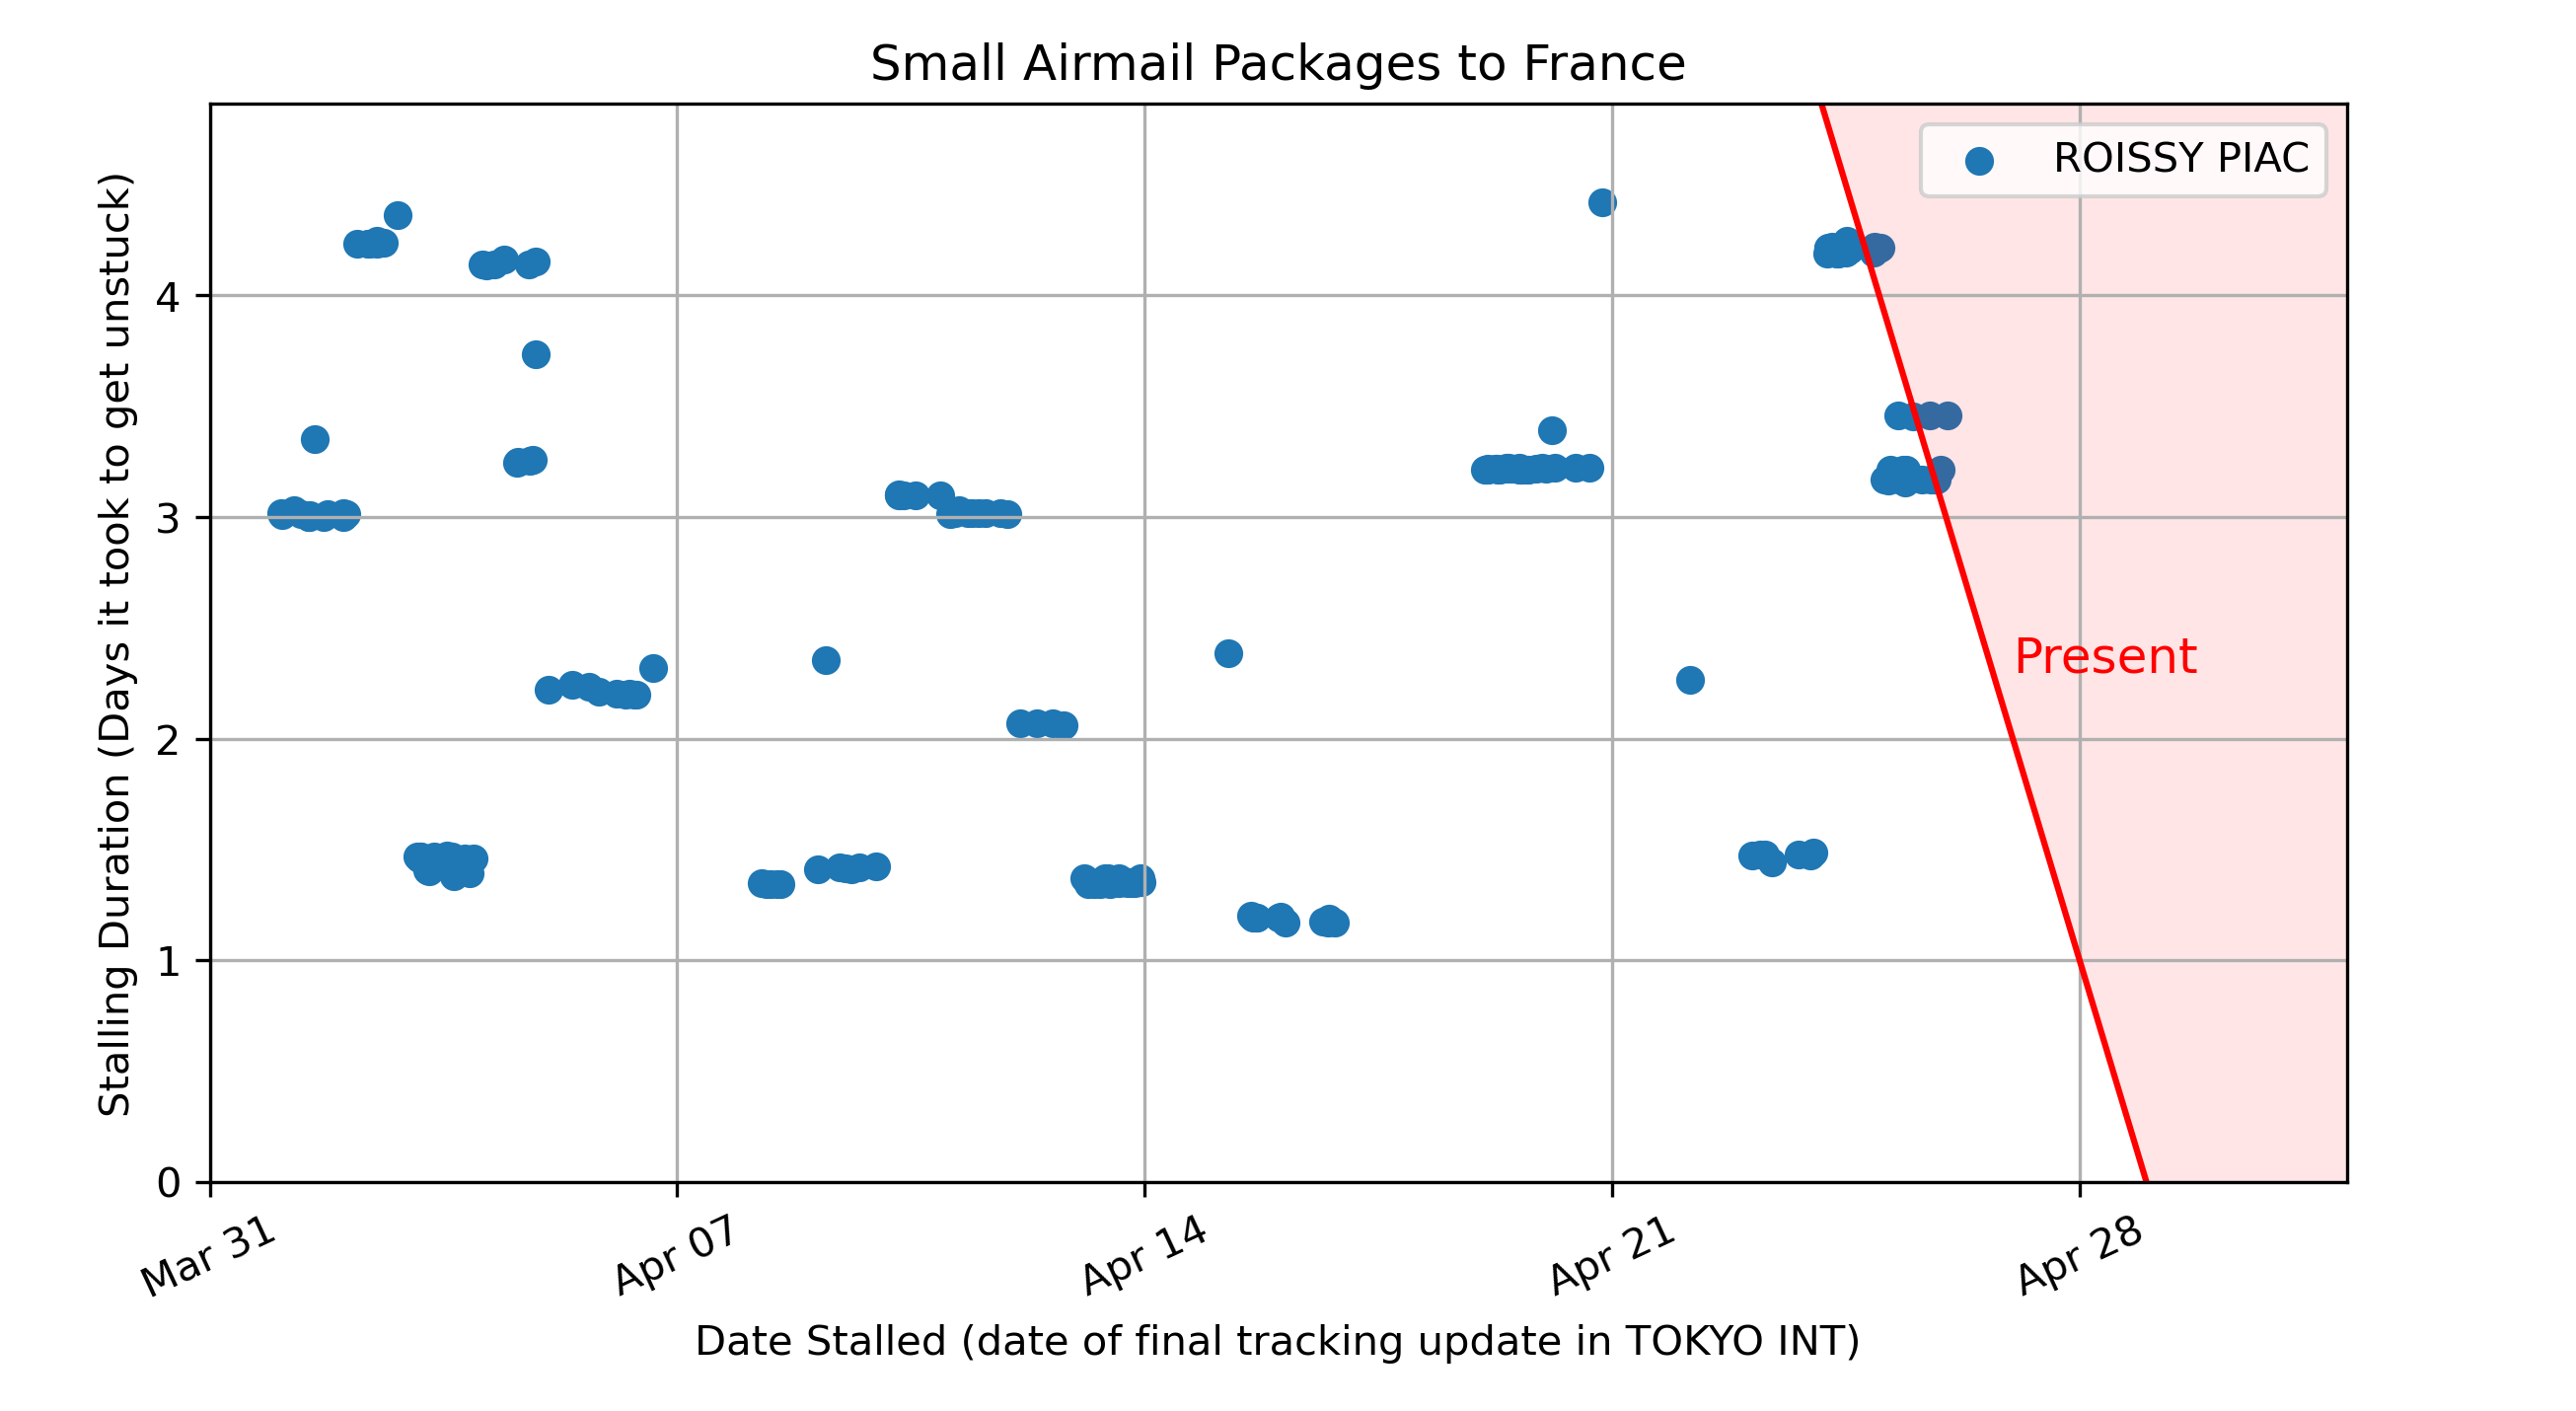 Small Airmail Packages to France
ROISSY PIAC
Stalling Duration (Days it took to get unstuck)
4
3
2
1
0
Present
Mar 31
Apr 07
Apr 14
Apr 21
Apr 28
Date Stalled (date of final tracking update in TOKYO INT)